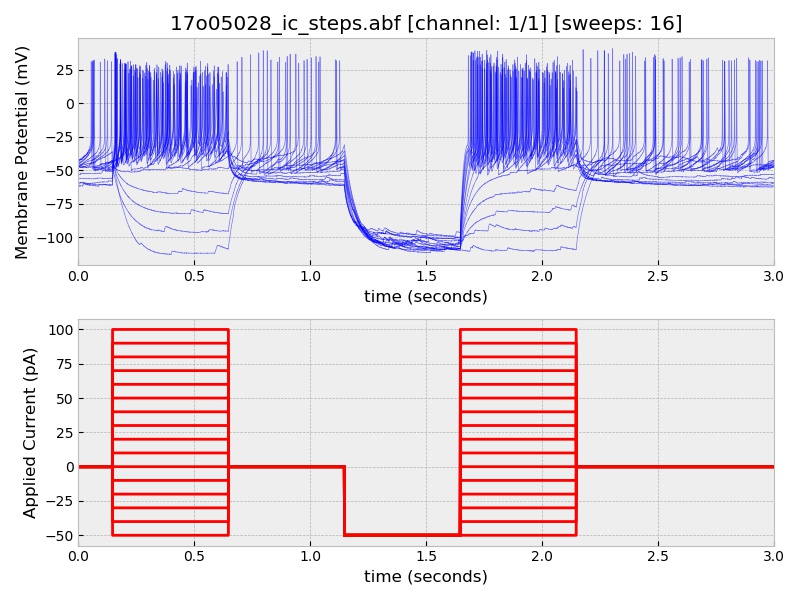 17o05028_ic_steps.abf [channel: 1/1] [sweeps: 16]
Membrane Potential (mV)
25
0
−25
−50
−75
−100
0.0 0.5 1.0 1.5 2.0 2.5 3.0
time (seconds)
Applied Current (pA)
100
75
50
25
0
−25
−50
0.0 0.5 1.0 1.5 2.0 2.5 3.0
time (seconds)